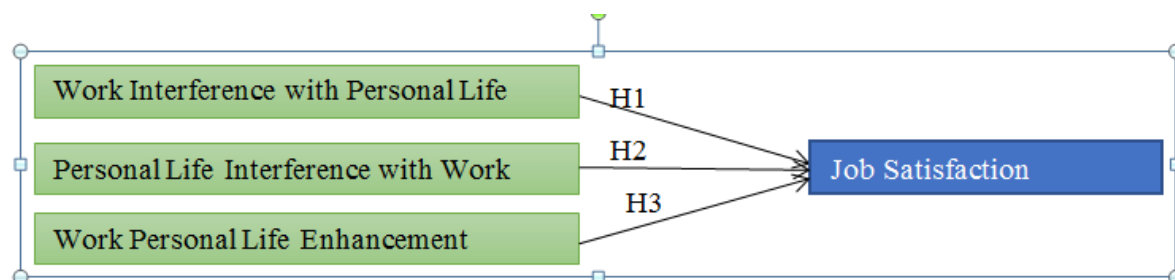 Work Interference with Personal Life
H1
Personal Life Interference with Work
H2
Job Satisfaction
H3
Work Personal Life Enhancement